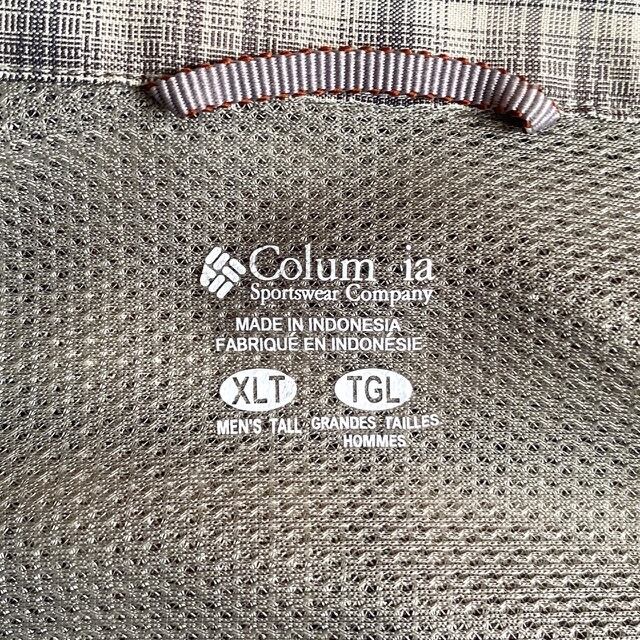 Colum ia
Sportswear Company
MADE IN INDONESIA
FABRIQUÉ EN INDONÉSIE
XLT TGL
MEN'S TALL GRANDES TAILLES
HOMMES